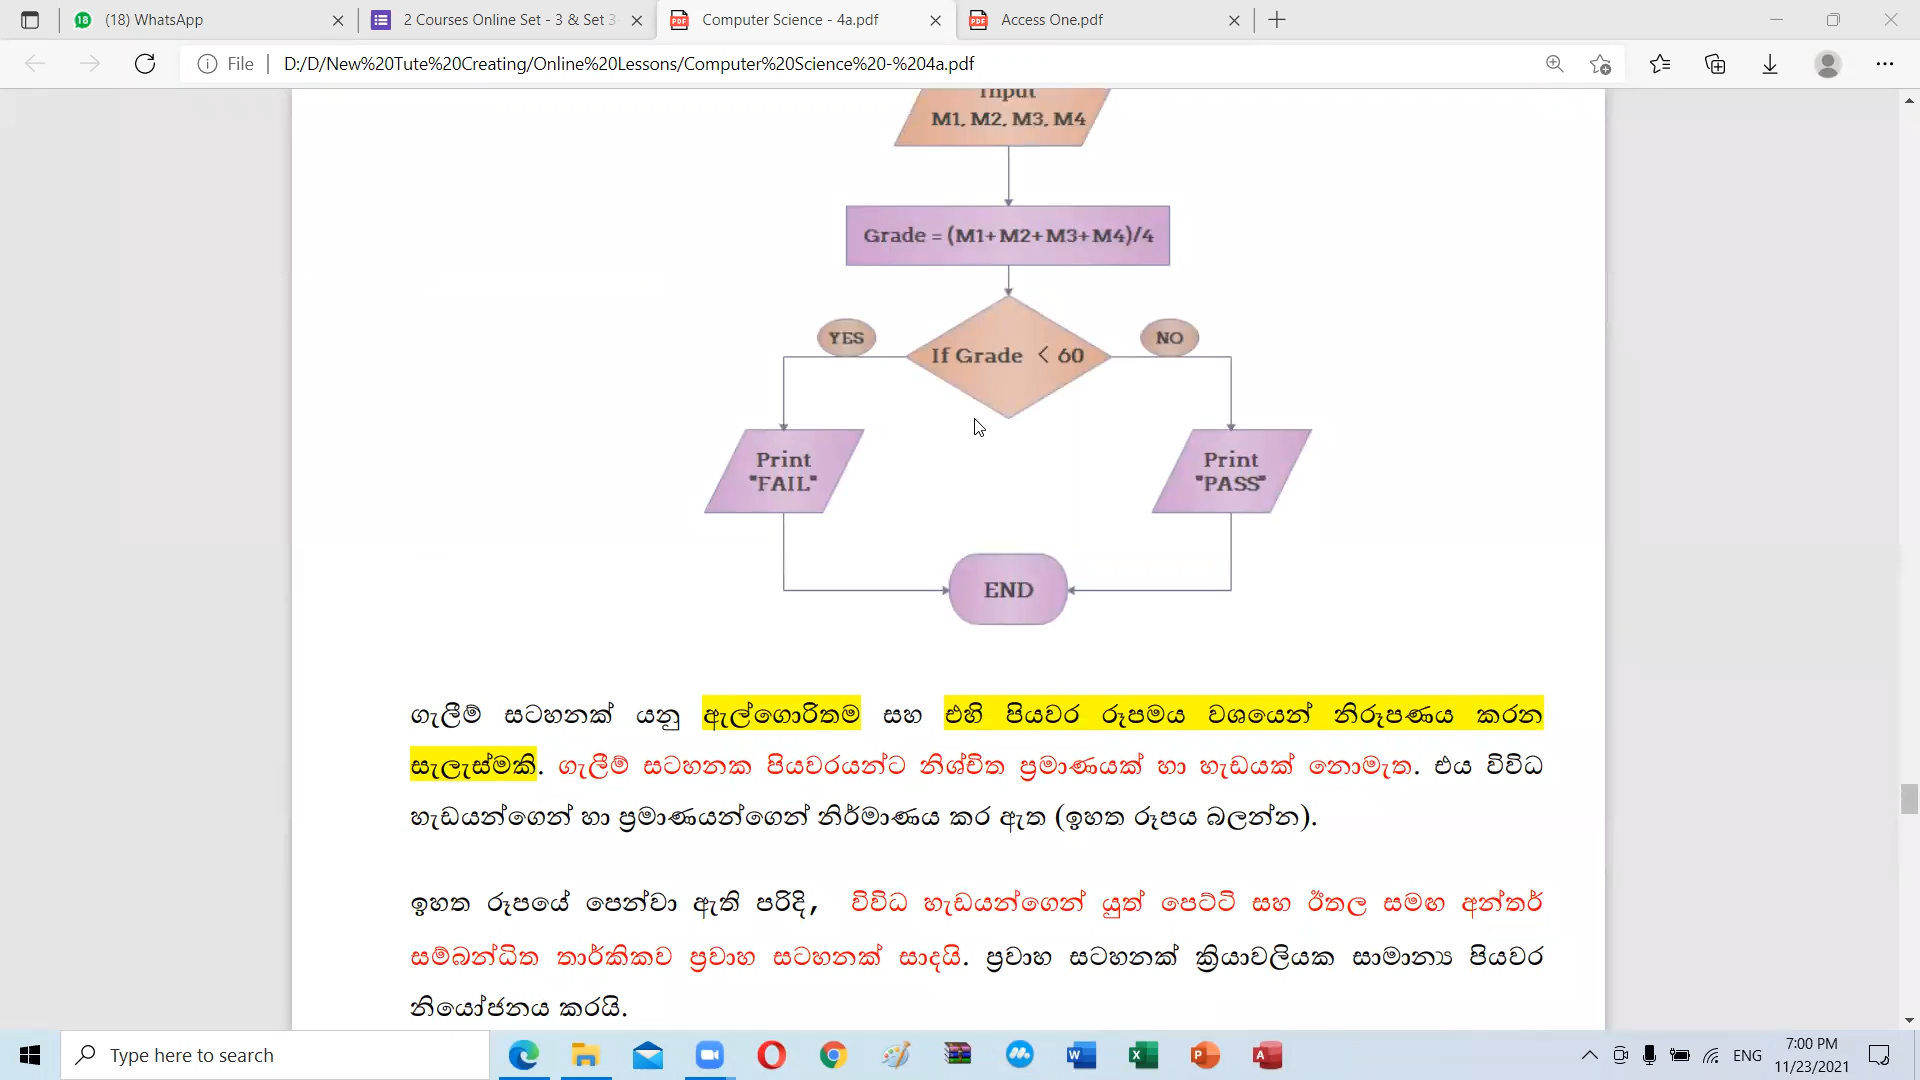 (18) WhatsApp
2 Courses Online Set - 3 & Set 3
Computer Science - 4a.pdf
Access One.pdf
File
D:/D/New%20Tute%20Creating/Online%20Lessons/Computer%20Science%20-%204a.pdf
Input
M1, M2, M3, M4
Grade = (M1+M2+M3+M4)/4
YES
If Grade < 60
NO
Print
"FAIL"
Print
"PASS"
END
ගැලීම් සටහනක් යනු ඇල්ගොරිතම සහ එහි පියවර රූපමය වශයෙන් නිරූපණය කරන
සැලැස්මකි. ගැලීම් සටහනක පියවරයන්ට නිශ්චිත ප්‍රමාණයක් හා හැඩයක් නොමැත. එය විවිධ
හැඩයන්ගෙන් හා ප්‍රමාණයන්ගෙන් නිර්මාණය කර ඇත (ඉහත රූපය බලන්න).
ඉහත රූපයේ පෙන්වා ඇති පරිදි, විවිධ හැඩයන්ගෙන් යුත් පෙට්ටි සහ ඊතල සමඟ අන්තර්
සම්බන්ධිත තාර්කිකව ප්‍රවාහ සටහනක් සාදයි. ප්‍රවාහ සටහනක් ක්‍රියාවලියක සාමාන්‍ය පියවර
නියෝජනය කරයි.
Type here to search
ENG
7:00 PM
11/23/2021